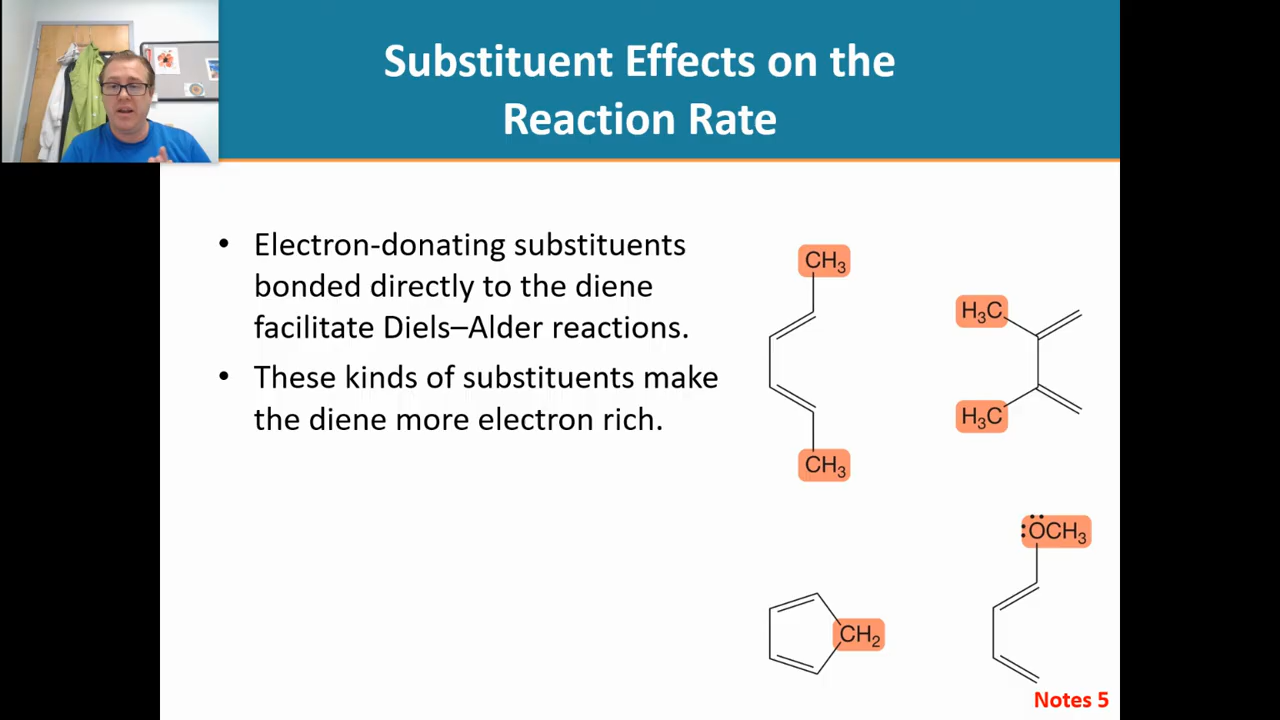 Substituent Effects on the
Reaction Rate
• Electron-donating substituents
bonded directly to the diene
facilitate Diels–Alder reactions.
• These kinds of substituents make
the diene more electron rich.
CH₃
CH₃
H₃C
H₃C
CH₂
:ÖCH₃
Notes 5